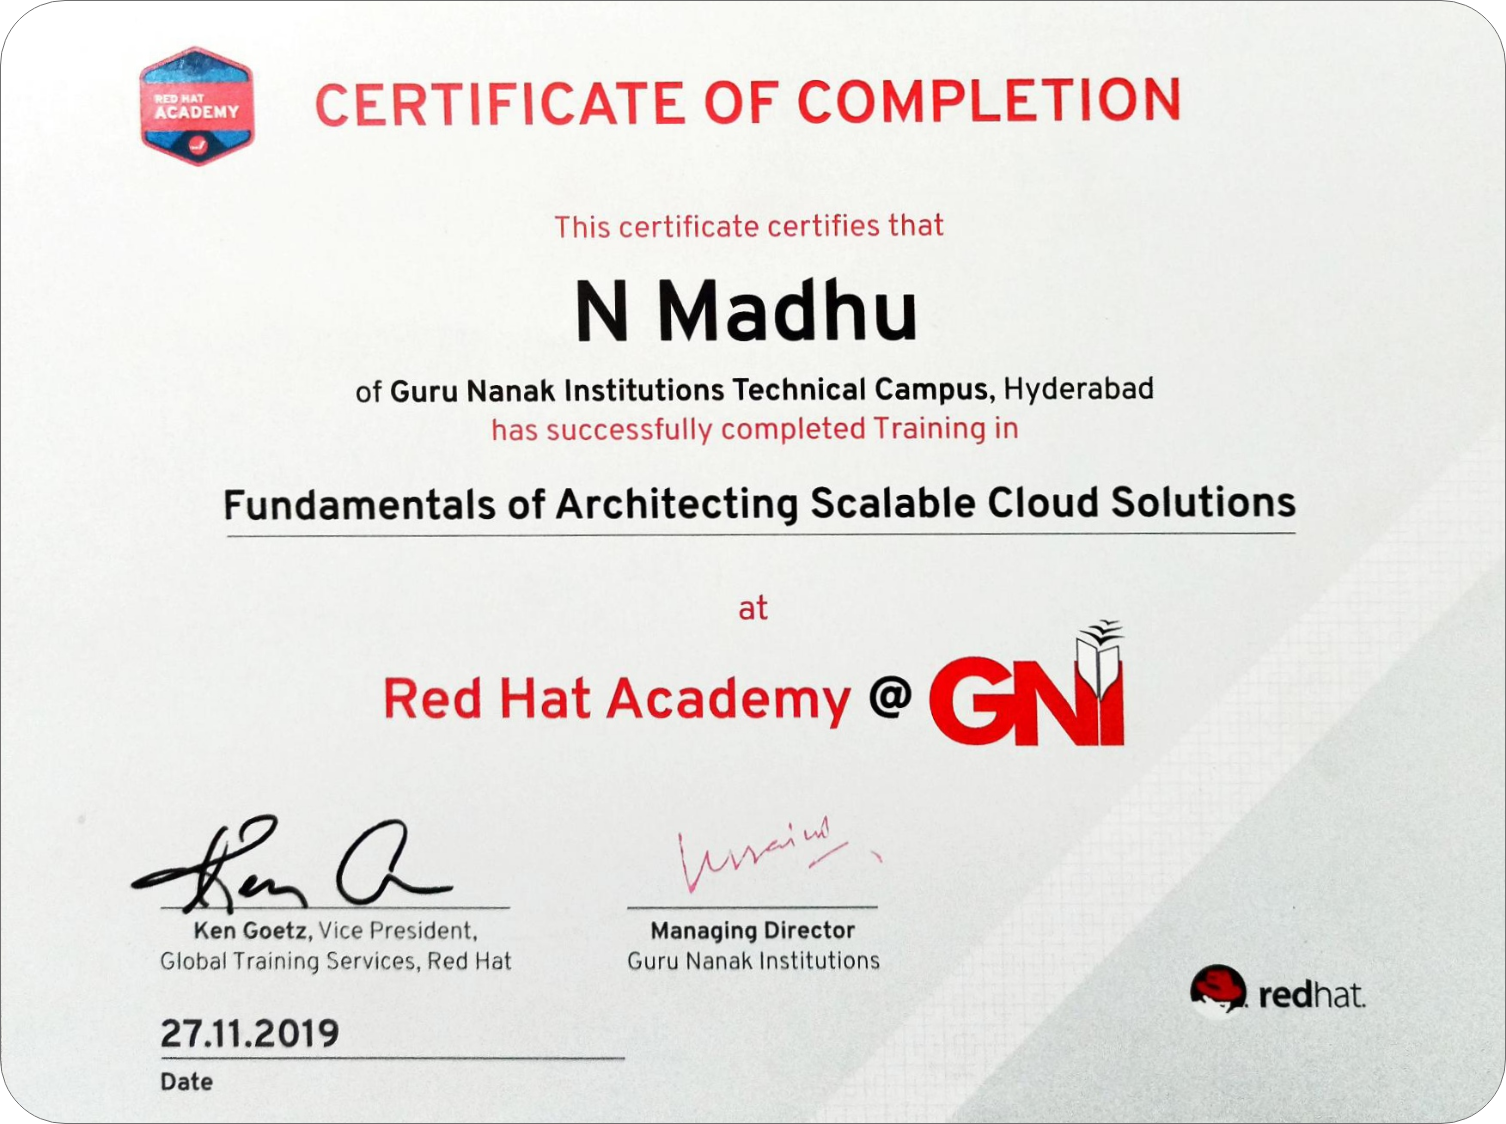 RED HAT
ACADEMY
CERTIFICATE OF COMPLETION
This certificate certifies that
N Madhu
of Guru Nanak Institutions Technical Campus, Hyderabad
has successfully completed Training in
Fundamentals of Architecting Scalable Cloud Solutions
at
Red Hat Academy @ GNI
Ken Goetz, Vice President,
Global Training Services, Red Hat
Managing Director
Guru Nanak Institutions
redhat.
27.11.2019
Date